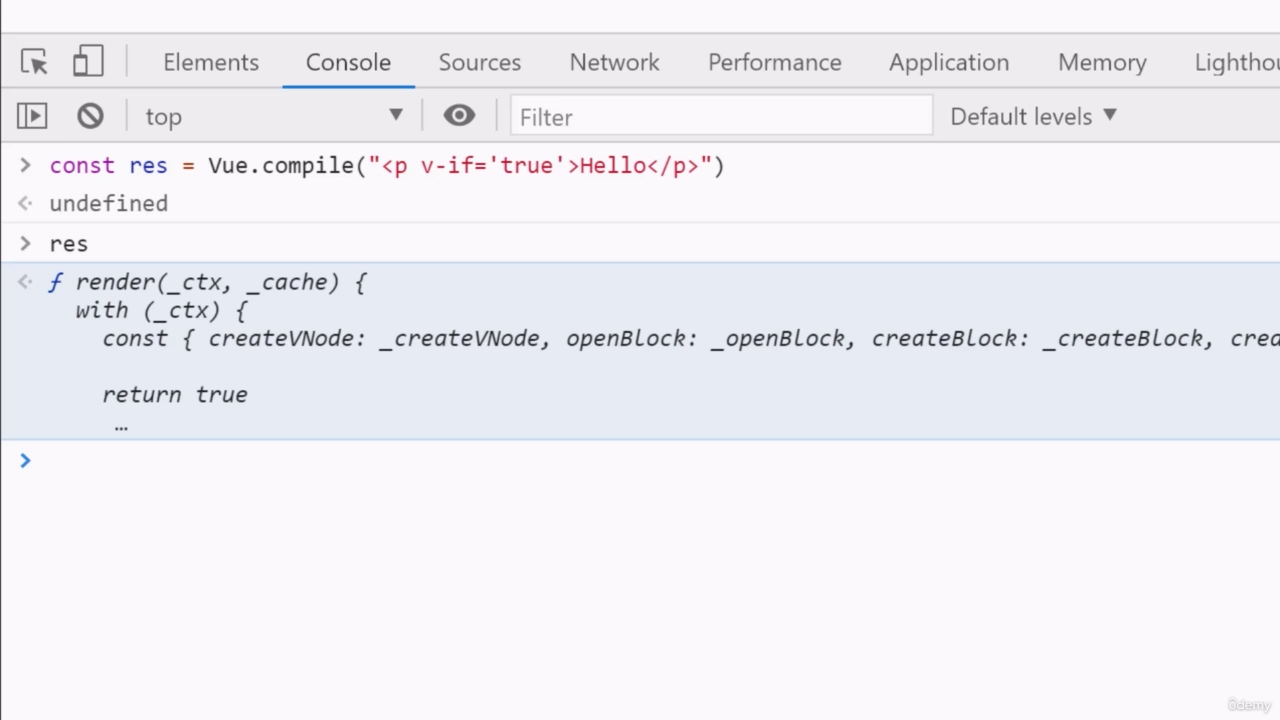 Elements Console Sources Network Performance Application Memory Lighthou
top Filter Default levels
> const res = Vue.compile("<p v-if='true'>Hello</p>")
undefined
> res
ƒ render(_ctx, _cache) {
with (_ctx) {
const { createVNode: _createVNode, openBlock: _openBlock, createBlock: _createBlock, crea
return true
…
>
ûdemy